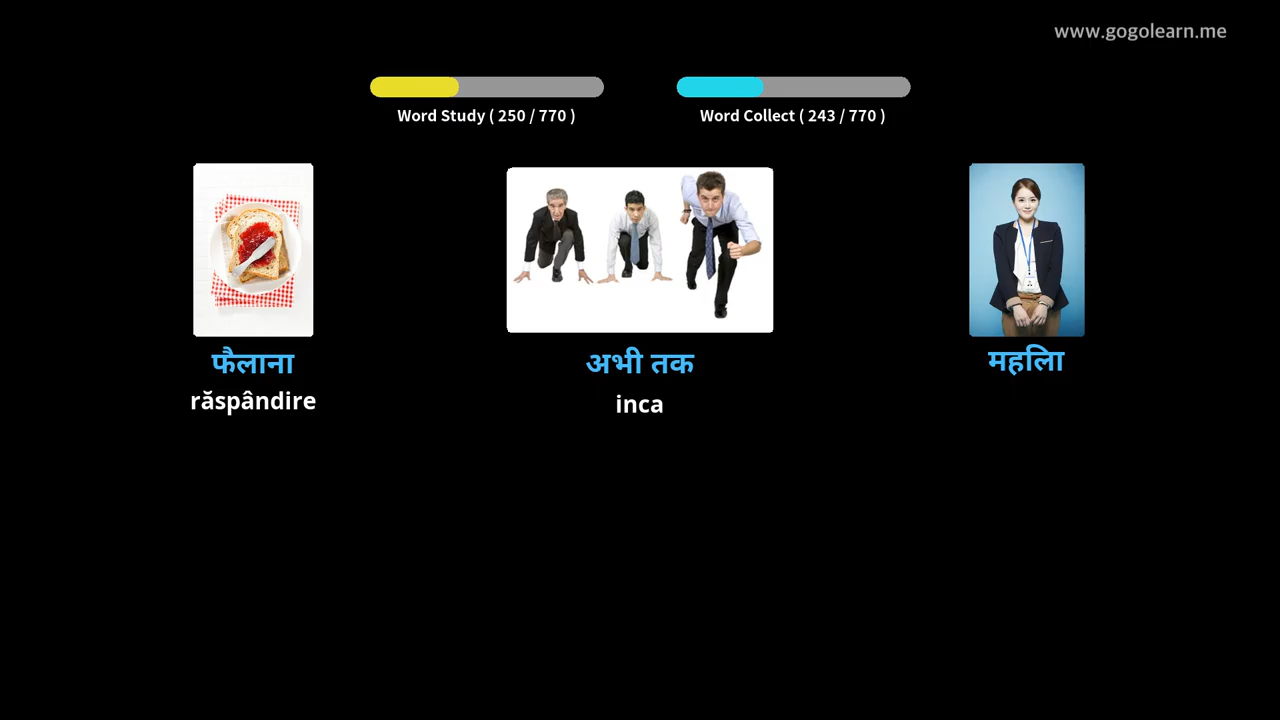 www.gogolearn.me
Word Study ( 250 / 770 )
Word Collect ( 243 / 770 )
फैलाना
अभी तक
महिला
răspândire
inca